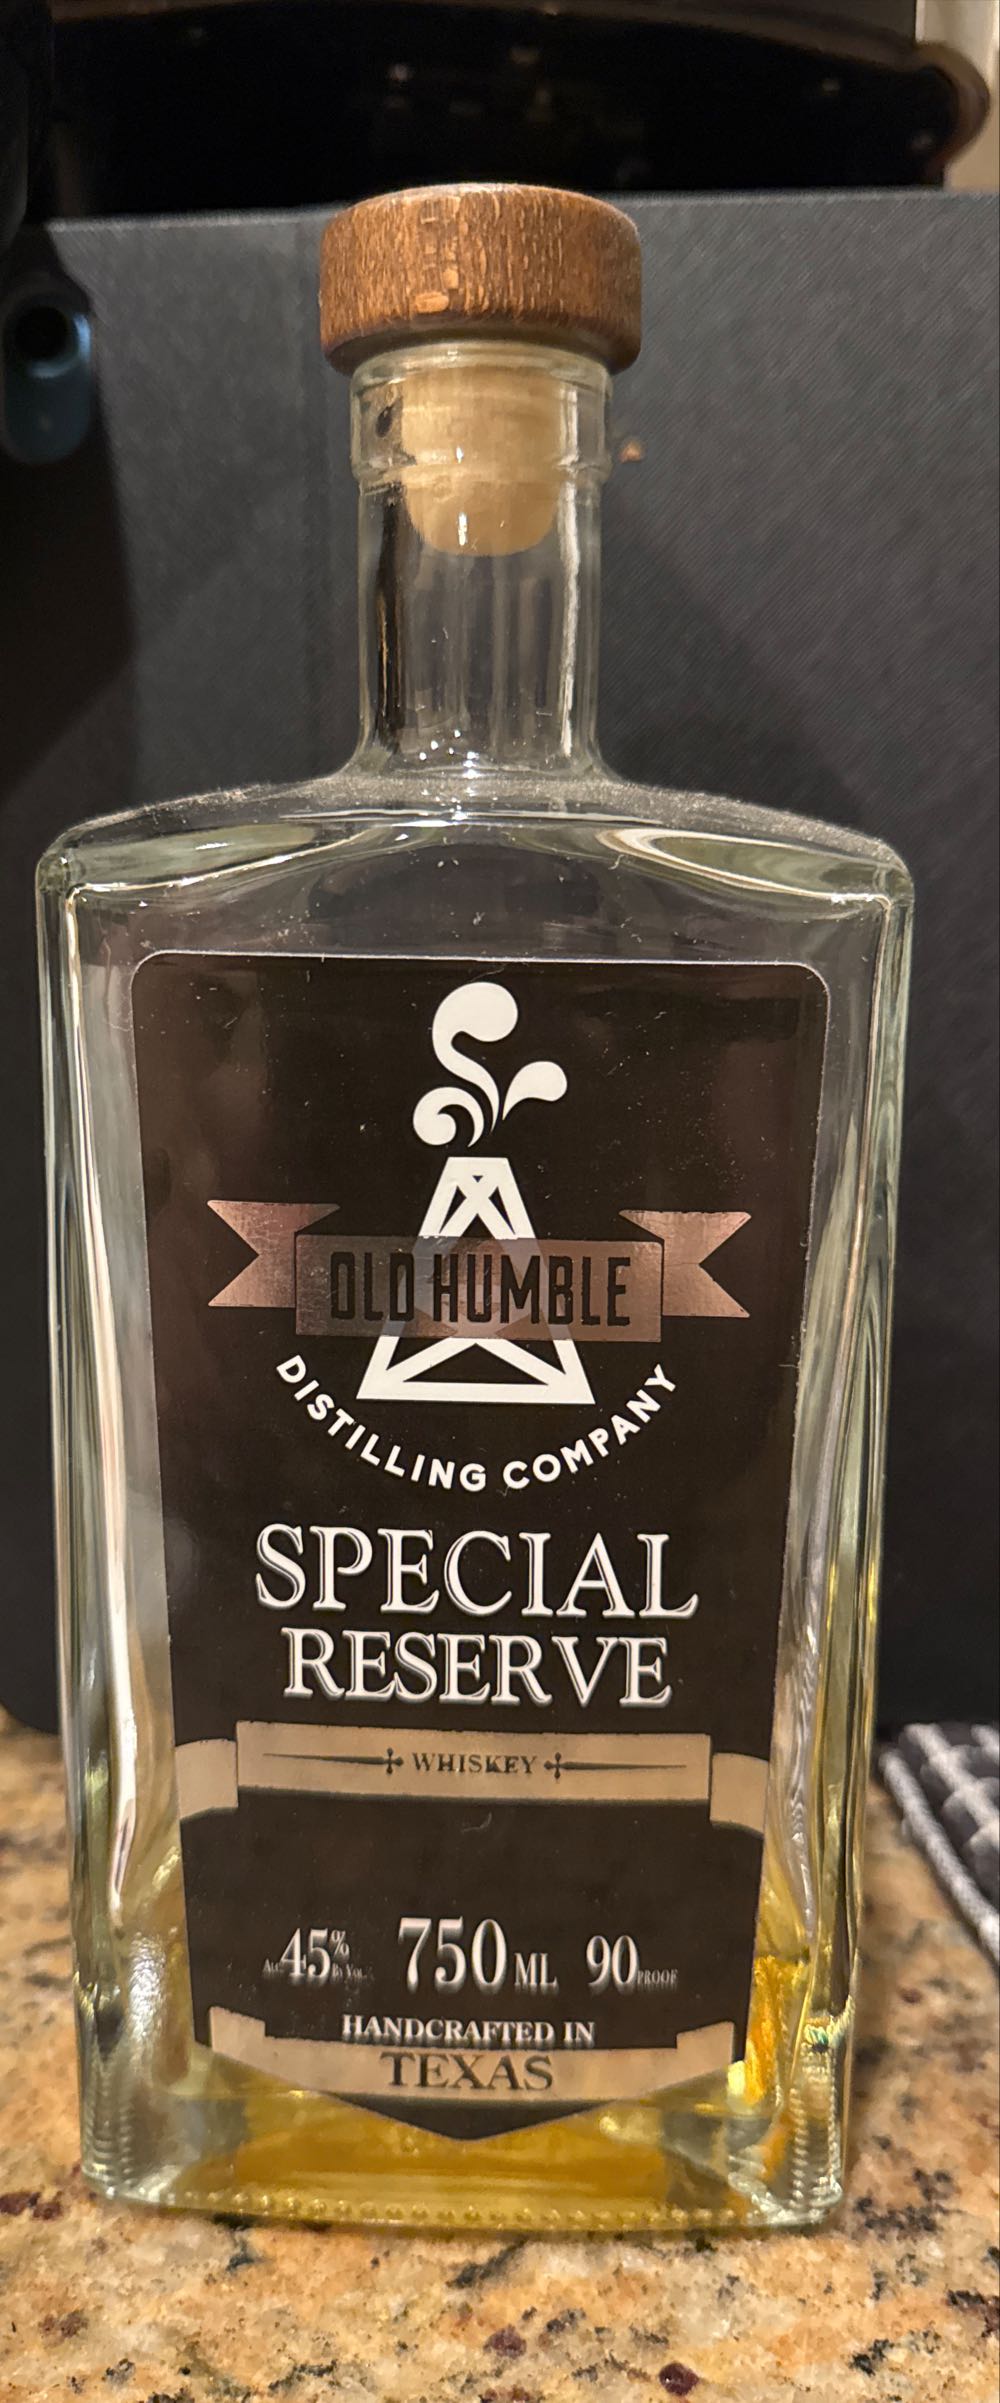 OLD HUMBLE
DISTILLING COMPANY
SPECIAL
RESERVE
WHISKEY
ALC. 45% BY VOL. 750 ML 90 PROOF
HANDCRAFTED IN
TEXAS